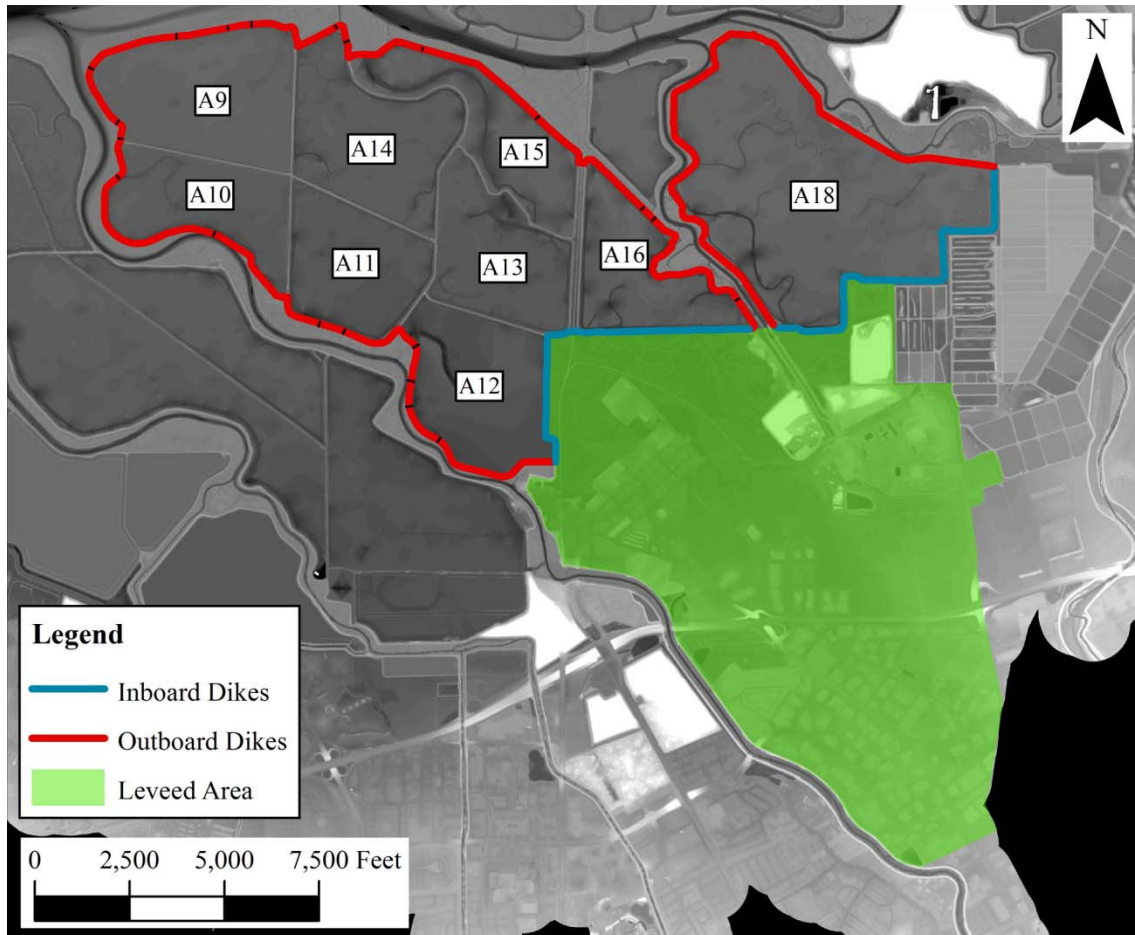 N
A9
A14
A15
A10
A18
A11
A13
A16
A12
Legend
Inboard Dikes
Outboard Dikes
Leveed Area
0 2,500 5,000 7,500 Feet